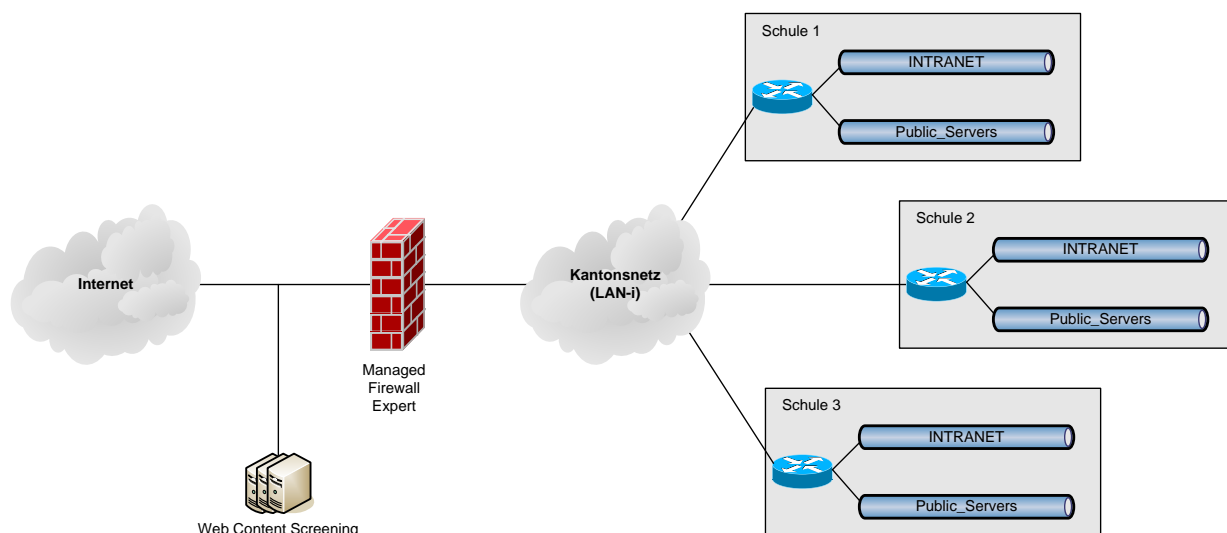 Schule 1
INTRANET
Public_Servers
Schule 2
INTRANET
Public_Servers
Internet
Kantonsnetz
(LAN-i)
Managed
Firewall
Expert
Schule 3
INTRANET
Public_Servers
Web Content Screening